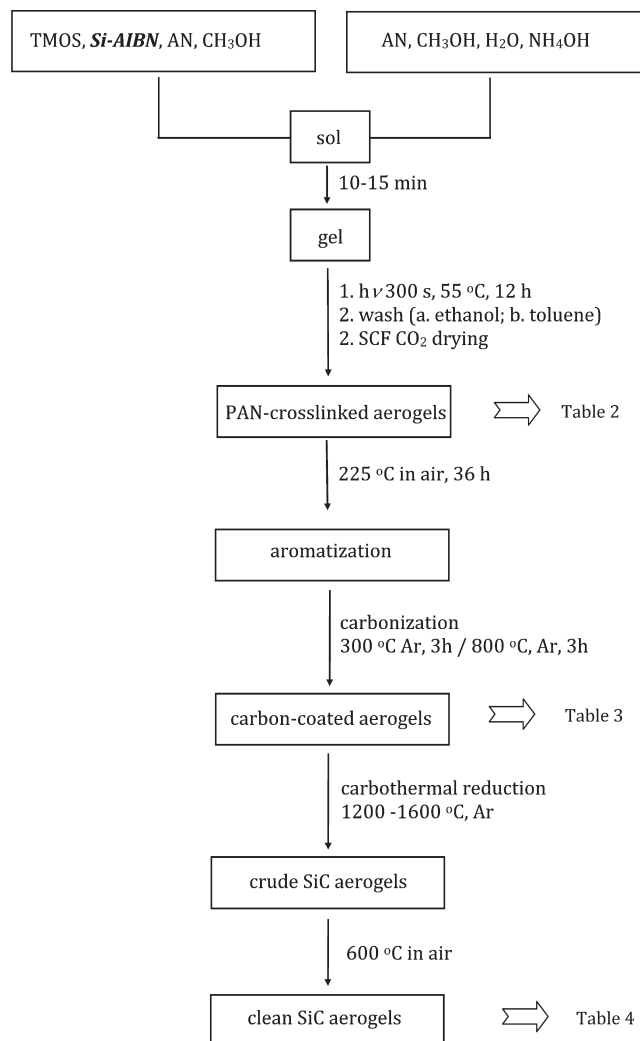 TMOS, Si-AIBN, AN, CH₃OH
AN, CH₃OH, H₂O, NH₄OH
sol
10-15 min
gel
1. hν 300 s, 55 °C, 12 h
2. wash (a. ethanol; b. toluene)
2. SCF CO₂ drying
PAN-crosslinked aerogels
Table 2
225 °C in air, 36 h
aromatization
carbonization
300 °C Ar, 3h / 800 °C, Ar, 3h
carbon-coated aerogels
Table 3
carbothermal reduction
1200 -1600 °C, Ar
crude SiC aerogels
600 °C in air
clean SiC aerogels
Table 4